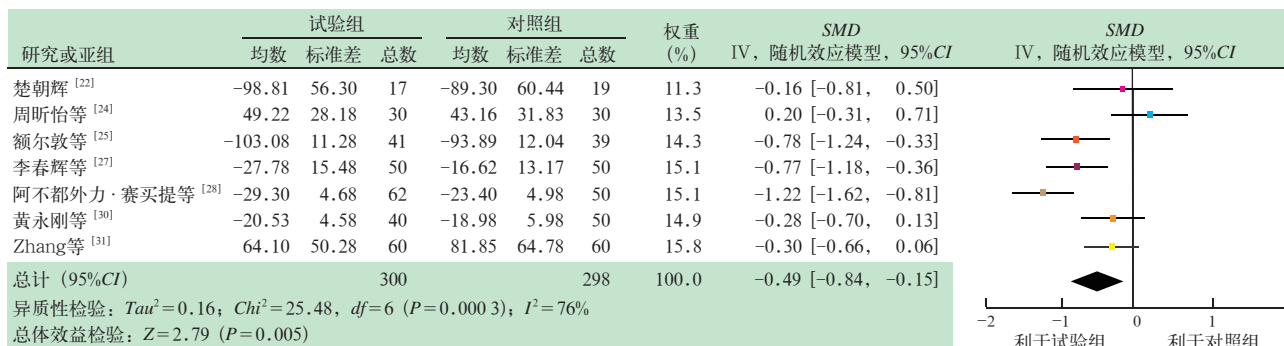 试验组 对照组 权重 SMD SMD
研究或亚组 均数 标准差 总数 均数 标准差 总数 (%) IV, 随机效应模型, 95%CI IV, 随机效应模型, 95%CI
楚朝辉 [22] -98.81 56.30 17 -89.30 60.44 19 11.3 -0.16 [-0.81, 0.50]
周昕怡等 [24] 49.22 28.18 30 43.16 31.83 30 13.5 0.20 [-0.31, 0.71]
额尔敦等 [25] -103.08 11.28 41 -93.89 12.04 39 14.3 -0.78 [-1.24, -0.33]
李春辉等 [27] -27.78 15.48 50 -16.62 13.17 50 15.1 -0.77 [-1.18, -0.36]
阿不都外力·赛买提等 [28] -29.30 4.68 62 -23.40 4.98 50 15.1 -1.22 [-1.62, -0.81]
黄永刚等 [30] -20.53 4.58 40 -18.98 5.98 50 14.9 -0.28 [-0.70, 0.13]
Zhang等 [31] 64.10 50.28 60 81.85 64.78 60 15.8 -0.30 [-0.66, 0.06]
总计 (95%CI) 300 298 100.0 -0.49 [-0.84, -0.15]
异质性检验: Tau²=0.16; Chi²=25.48, df=6 (P=0.000 3); I²=76%
总体效益检验: Z=2.79 (P=0.005)
-2 -1 0 1
利于试验组 利于对照组